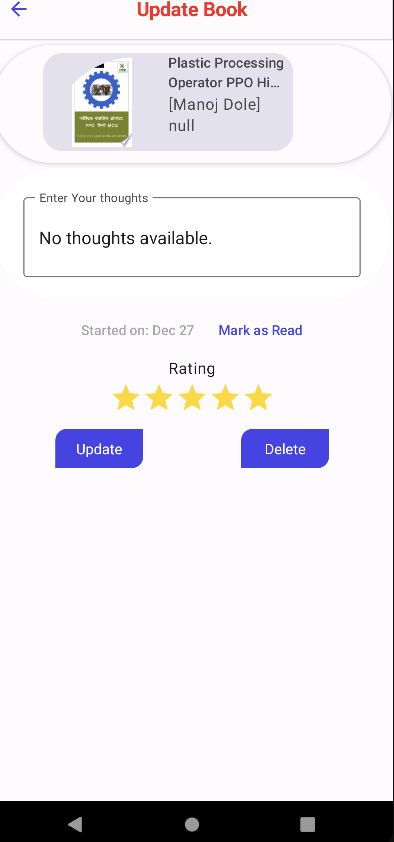 Update Book
Plastic Processing
Operator PPO Hi...
[Manoj Dole]
null
Enter Your thoughts
No thoughts available.
Started on: Dec 27
Mark as Read
Rating
Update
Delete